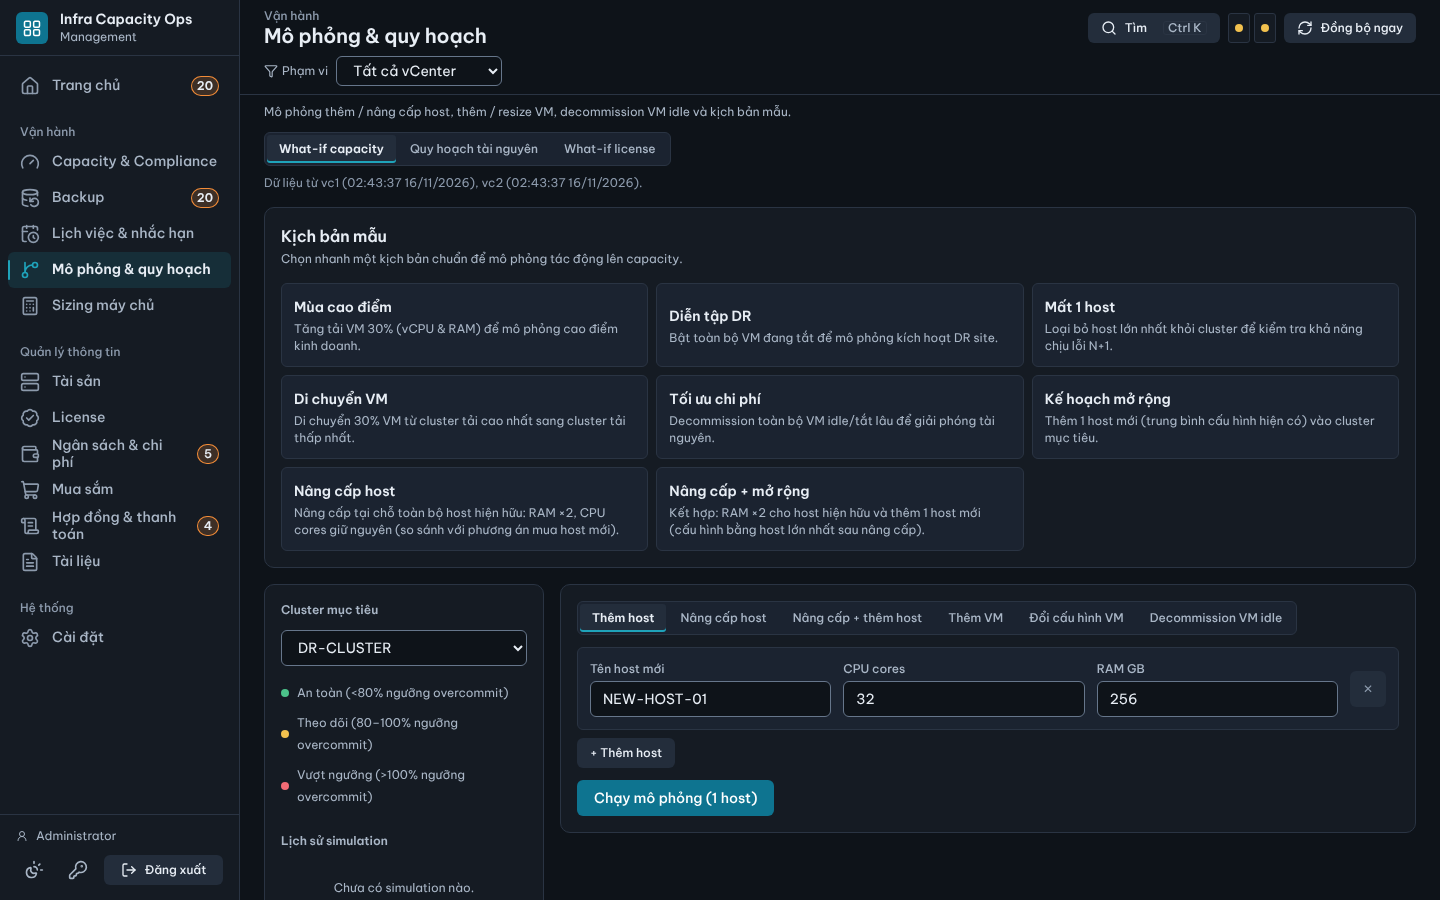 Infra Capacity Ops
Management
Trang chủ 20
Vận hành
Capacity & Compliance
Backup 20
Lịch việc & nhắc hạn
Mô phỏng & quy hoạch
Sizing máy chủ
Quản lý thông tin
Tài sản
License
Ngân sách & chi
phí 5
Mua sắm
Hợp đồng & thanh
toán 4
Tài liệu
Hệ thống
Cài đặt
Administrator
Đăng xuất
Vận hành
Mô phỏng & quy hoạch
Tìm Ctrl K
Đồng bộ ngay
Phạm vi Tất cả vCenter
Mô phỏng thêm / nâng cấp host, thêm / resize VM, decommission VM idle và kịch bản mẫu.
What-if capacity Quy hoạch tài nguyên What-if license
Dữ liệu từ vc1 (02:43:37 16/11/2026), vc2 (02:43:37 16/11/2026).
Kịch bản mẫu
Chọn nhanh một kịch bản chuẩn để mô phỏng tác động lên capacity.
Mùa cao điểm
Tăng tải VM 30% (vCPU & RAM) để mô phỏng cao điểm
kinh doanh.
Diễn tập DR
Bật toàn bộ VM đang tắt để mô phỏng kích hoạt DR site.
Mất 1 host
Loại bỏ host lớn nhất khỏi cluster để kiểm tra khả năng
chịu lỗi N+1.
Di chuyển VM
Di chuyển 30% VM từ cluster tải cao nhất sang cluster tải
thấp nhất.
Tối ưu chi phí
Decommission toàn bộ VM idle/tắt lâu để giải phóng tài
nguyên.
Kế hoạch mở rộng
Thêm 1 host mới (trung bình cấu hình hiện có) vào cluster
mục tiêu.
Nâng cấp host
Nâng cấp tại chỗ toàn bộ host hiện hữu: RAM ×2, CPU
cores giữ nguyên (so sánh với phương án mua host mới).
Nâng cấp + mở rộng
Kết hợp: RAM ×2 cho host hiện hữu và thêm 1 host mới
(cấu hình bằng host lớn nhất sau nâng cấp).
Cluster mục tiêu
DR-CLUSTER
An toàn (<80% ngưỡng overcommit)
Theo dõi (80–100% ngưỡng
overcommit)
Vượt ngưỡng (>100% ngưỡng
overcommit)
Lịch sử simulation
Chưa có simulation nào.
Thêm host Nâng cấp host Nâng cấp + thêm host Thêm VM Đổi cấu hình VM Decommission VM idle
Tên host mới CPU cores RAM GB
NEW-HOST-01 32 256 ×
+ Thêm host
Chạy mô phỏng (1 host)